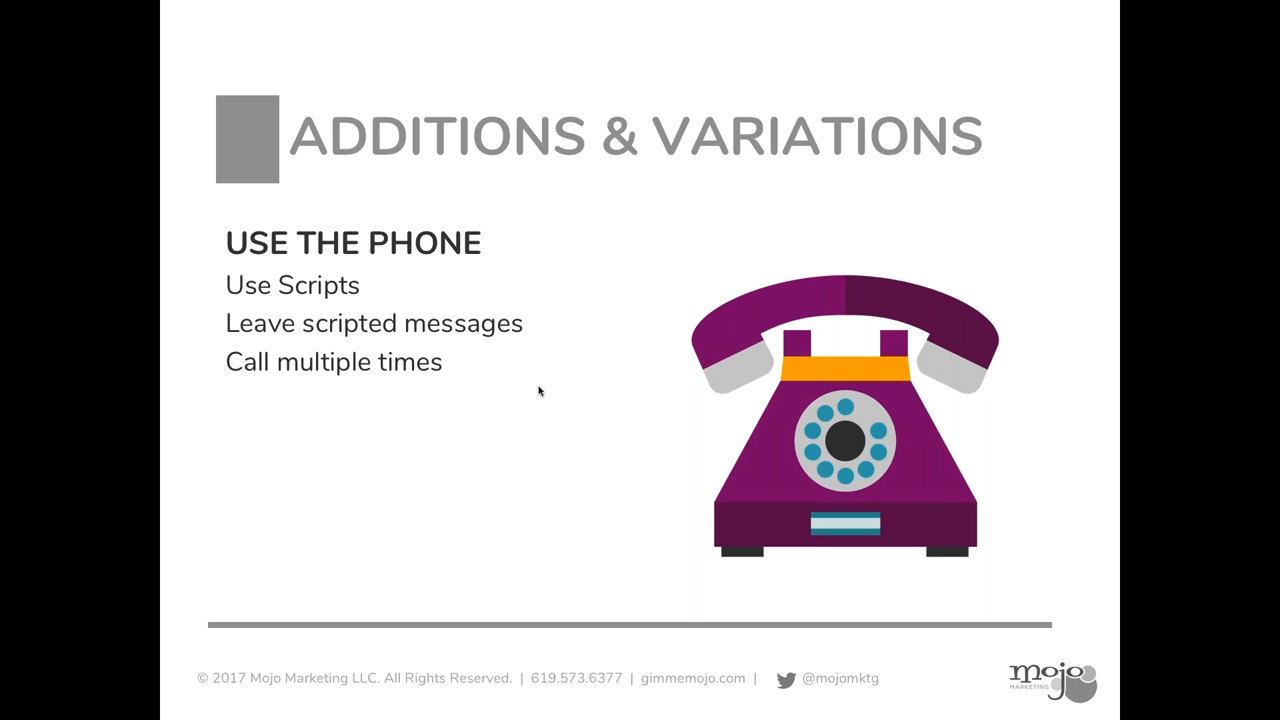 ADDITIONS & VARIATIONS
USE THE PHONE
Use Scripts
Leave scripted messages
Call multiple times
© 2017 Mojo Marketing LLC. All Rights Reserved. | 619.573.6377 | gimmemojo.com | @mojomktg
mojo
MARKETING